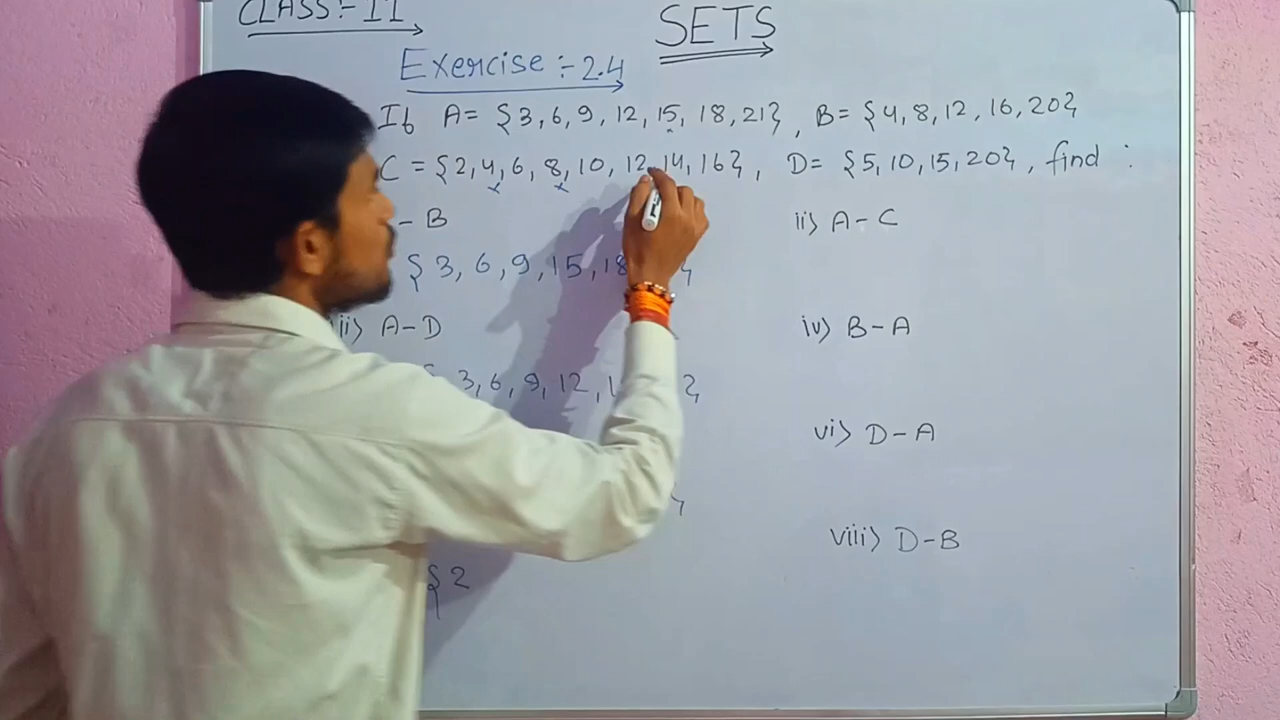 CLASS:- II
SETS
Exercise :- 2.4
If A = {3, 6, 9, 12, 15, 18, 21} , B = {4, 8, 12, 16, 20}
C = {2, 4, 6, 8, 10, 12, 14, 16} , D = {5, 10, 15, 20} , find :
- B
ii) A - C
{ 3, 6, 9, 15, 18
ii) A - D
iv) B - A
3, 6, 9, 12,
vi) D - A
viii) D - B
{ 2